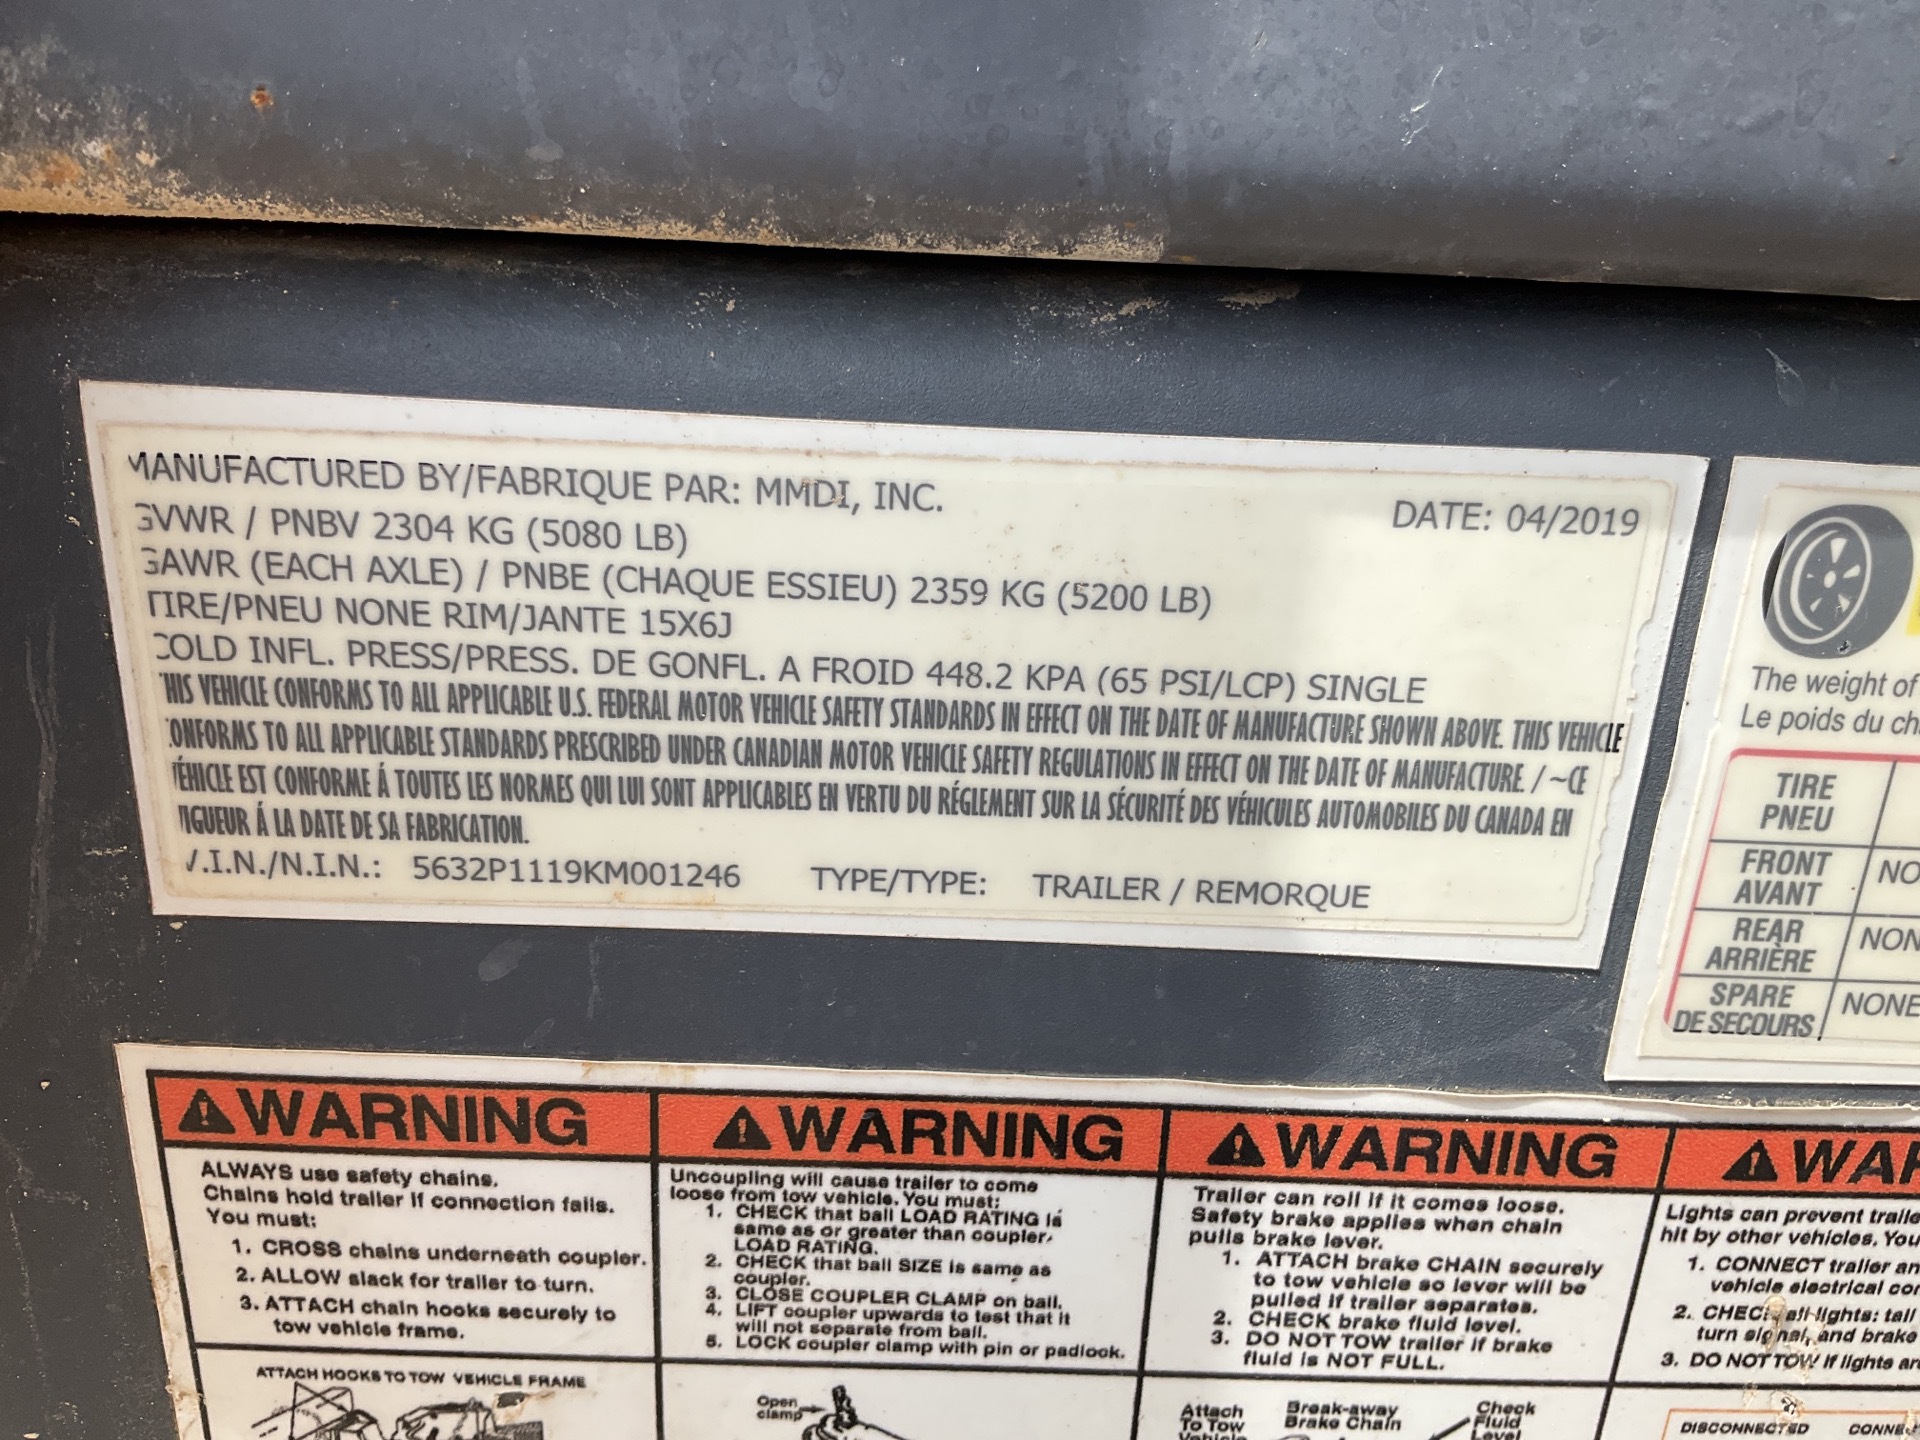 MANUFACTURED BY/FABRIQUE PAR: MMDI, INC.
DATE: 04/2019
GVWR / PNBV 2304 KG (5080 LB)
GAWR (EACH AXLE) / PNBE (CHAQUE ESSIEU) 2359 KG (5200 LB)
TIRE/PNEU NONE RIM/JANTE 15X6J
COLD INFL. PRESS/PRESS. DE GONFL. A FROID 448.2 KPA (65 PSI/LCP) SINGLE
THIS VEHICLE CONFORMS TO ALL APPLICABLE U.S. FEDERAL MOTOR VEHICLE SAFETY STANDARDS IN EFFECT ON THE DATE OF MANUFACTURE SHOWN ABOVE. THIS VEHICLE
CONFORMS TO ALL APPLICABLE STANDARDS PRESCRIBED UNDER CANADIAN MOTOR VEHICLE SAFETY REGULATIONS IN EFFECT ON THE DATE OF MANUFACTURE. / ~CE
VÉHICLE EST CONFORME Á TOUTES LES NORMES QUI LUI SONT APPLICABLES EN VERTU DU RÉGLEMENT SUR LA SÉCURITÉ DES VÉHICULES AUTOMOBILES DU CANADA EN
VIGUEUR Á LA DATE DE SA FABRICATION.
V.I.N./N.I.N.: 5632P1119KM001246 TYPE/TYPE: TRAILER / REMORQUE
The weight of
Le poids du ch
TIRE
PNEU
FRONT
AVANT
NO
REAR
ARRIÈRE
NON
SPARE
DE SECOURS
NONE
WARNING
ALWAYS use safety chains.
Chains hold trailer if connection fails.
You must:
1. CROSS chains underneath coupler.
2. ALLOW slack for trailer to turn.
3. ATTACH chain hooks securely to
tow vehicle frame.
ATTACH HOOKS TO TOW VEHICLE FRAME
WARNING
Uncoupling will cause trailer to come
loose from tow vehicle. You must:
1. CHECK that ball LOAD RATING is
same as or greater than coupler
LOAD RATING.
2. CHECK that ball SIZE is same as
coupler.
3. CLOSE COUPLER CLAMP on ball.
4. LIFT coupler upwards to test that it
will not separate from ball.
5. LOCK coupler clamp with pin or padlock.
Open
clamp
WARNING
Trailer can roll if it comes loose.
Safety brake applies when chain
pulls brake lever.
1. ATTACH brake CHAIN securely
to tow vehicle so lever will be
pulled if trailer separates.
2. CHECK brake fluid level.
3. DO NOT TOW trailer if brake
fluid is NOT FULL.
Attach
To Tow
Vehicle
Break-away
Brake Chain
Check
Fluid
Level
WAR
Lights can prevent traile
hit by other vehicles. You
1. CONNECT trailer an
vehicle electrical con
2. CHECK all lights: tail
turn signal, and brake
3. DO NOT TOW if lights are
DISCONNECTED CONNE